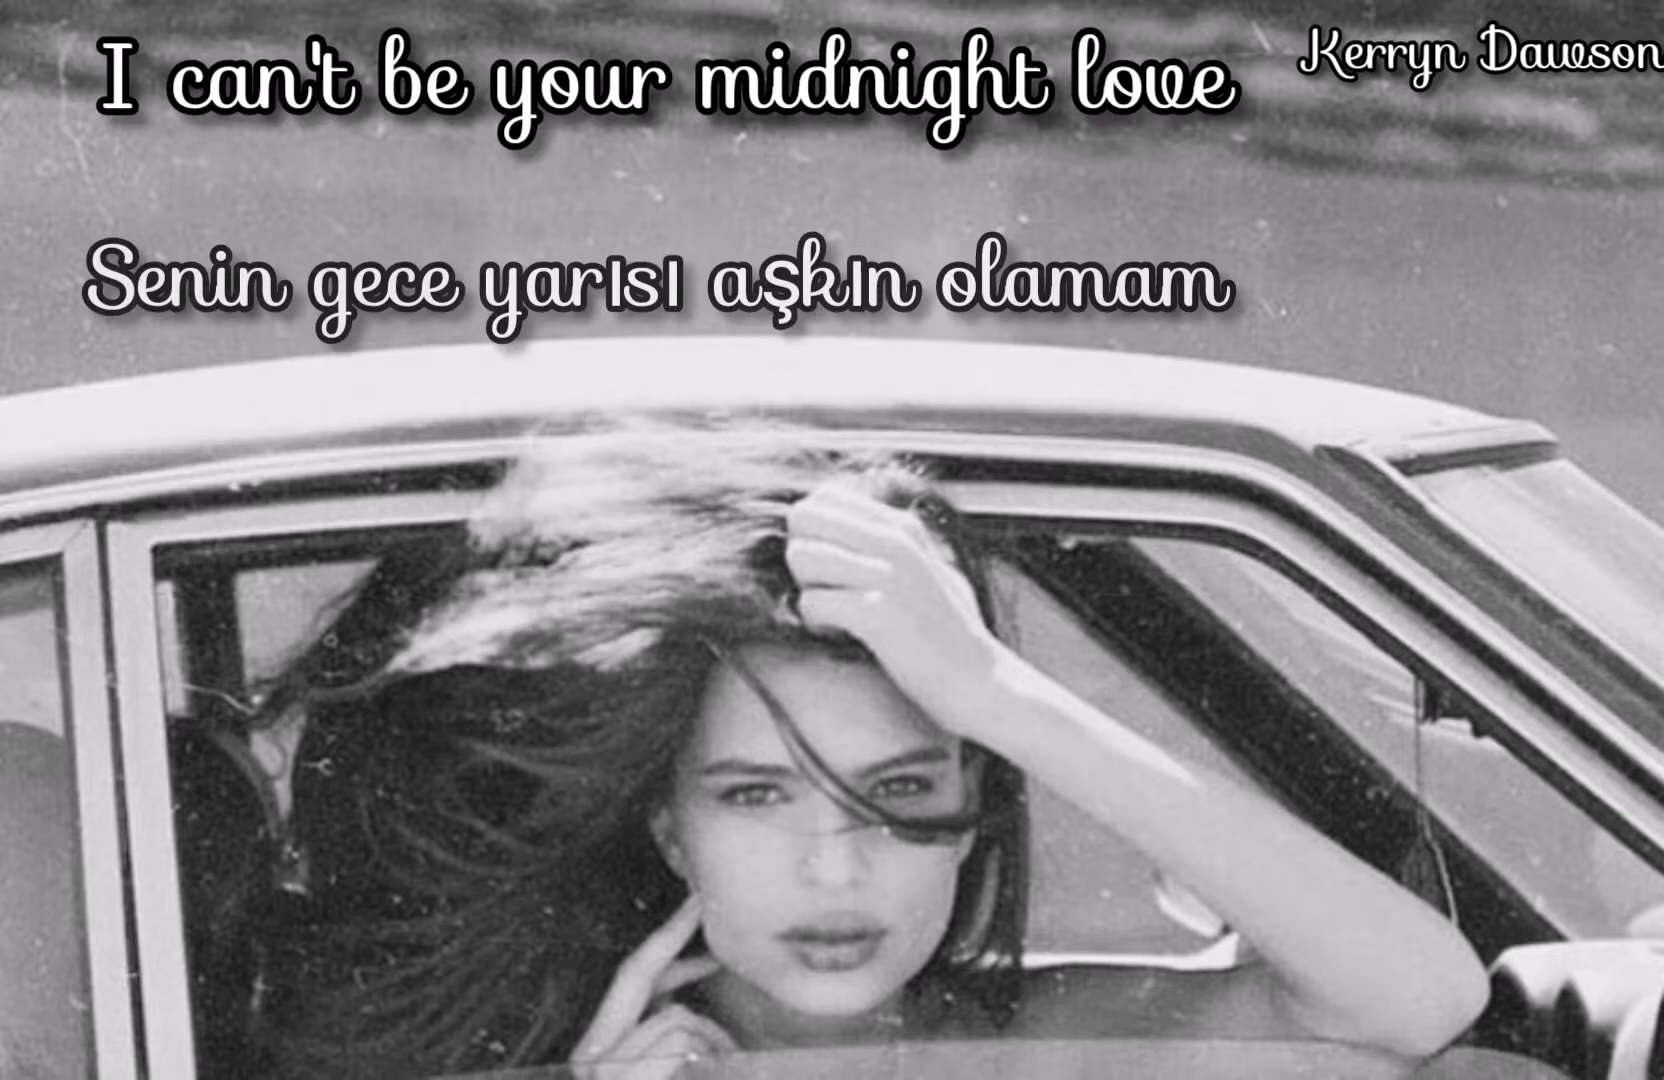 I can't be your midnight love
Kerryn Dawson
Senin gece yarısı aşkın olamam